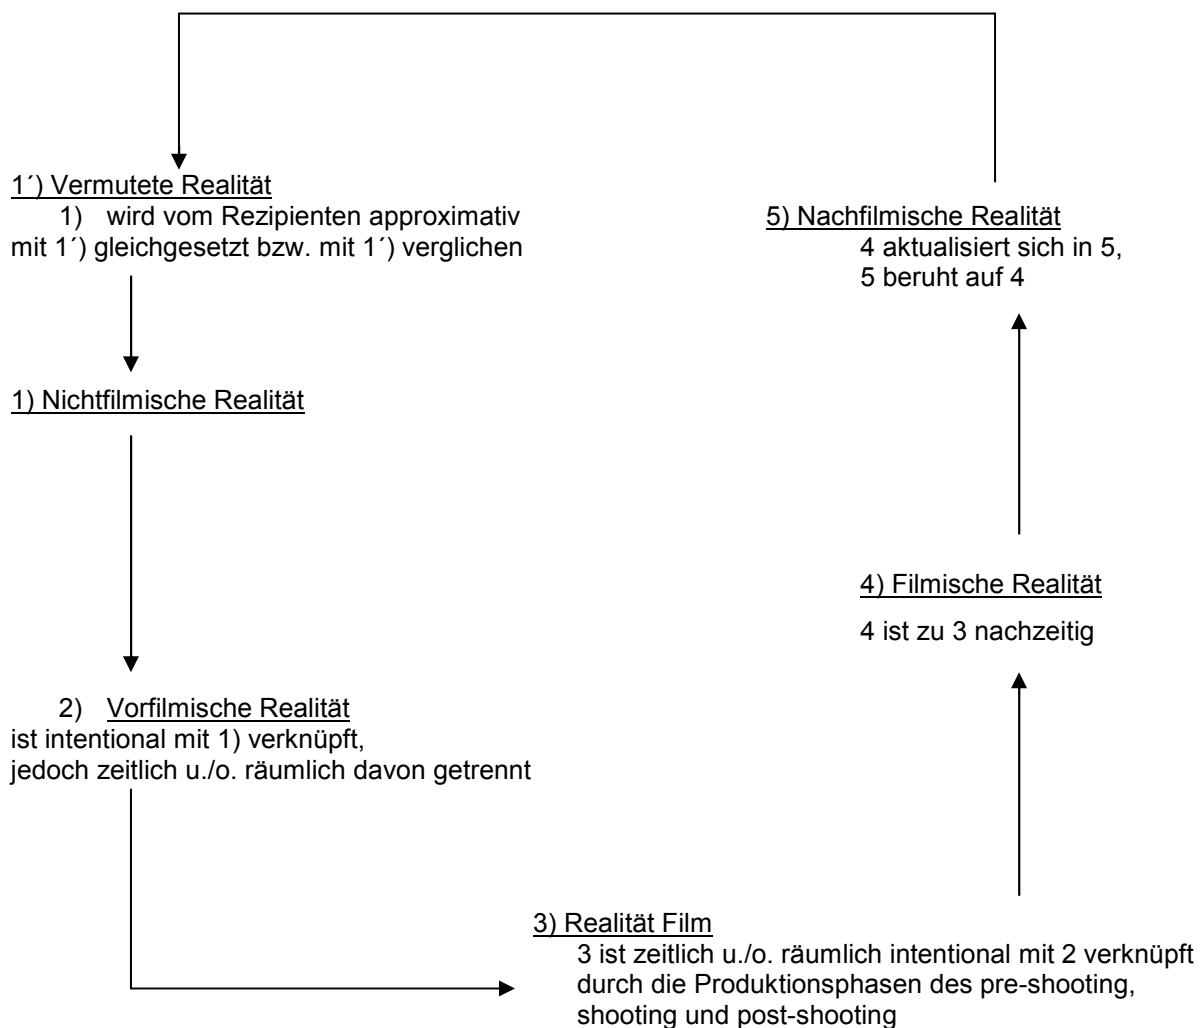 1´) Vermutete Realität
1) wird vom Rezipienten approximativ
mit 1´) gleichgesetzt bzw. mit 1´) verglichen
1) Nichtfilmische Realität
2) Vorfilmische Realität
ist intentional mit 1) verknüpft,
jedoch zeitlich u./o. räumlich davon getrennt
3) Realität Film
3 ist zeitlich u./o. räumlich intentional mit 2 verknüpft
durch die Produktionsphasen des pre-shooting,
shooting und post-shooting
4) Filmische Realität
4 ist zu 3 nachzeitig
5) Nachfilmische Realität
4 aktualisiert sich in 5,
5 beruht auf 4